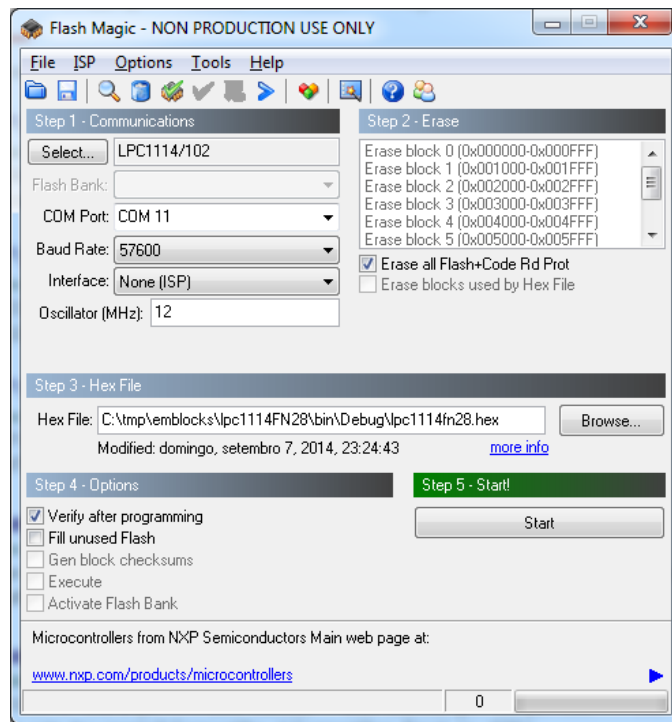 Flash Magic - NON PRODUCTION USE ONLY
File ISP Options Tools Help
Step 1 - Communications
Select... LPC1114/102
Flash Bank:
COM Port: COM 11
Baud Rate: 57600
Interface: None (ISP)
Oscillator (MHz): 12
Step 2 - Erase
Erase block 0 (0x000000-0x000FFF)
Erase block 1 (0x001000-0x001FFF)
Erase block 2 (0x002000-0x002FFF)
Erase block 3 (0x003000-0x003FFF)
Erase block 4 (0x004000-0x004FFF)
Erase block 5 (0x005000-0x005FFF)
Erase all Flash+Code Rd Prot
Erase blocks used by Hex File
Step 3 - Hex File
Hex File: C:\tmp\emblocks\lpc1114FN28\bin\Debug\lpc1114fn28.hex Browse...
Modified: domingo, setembro 7, 2014, 23:24:43 more info
Step 4 - Options
Verify after programming
Fill unused Flash
Gen block checksums
Execute
Activate Flash Bank
Step 5 - Start!
Start
Microcontrollers from NXP Semiconductors Main web page at:
www.nxp.com/products/microcontrollers
0